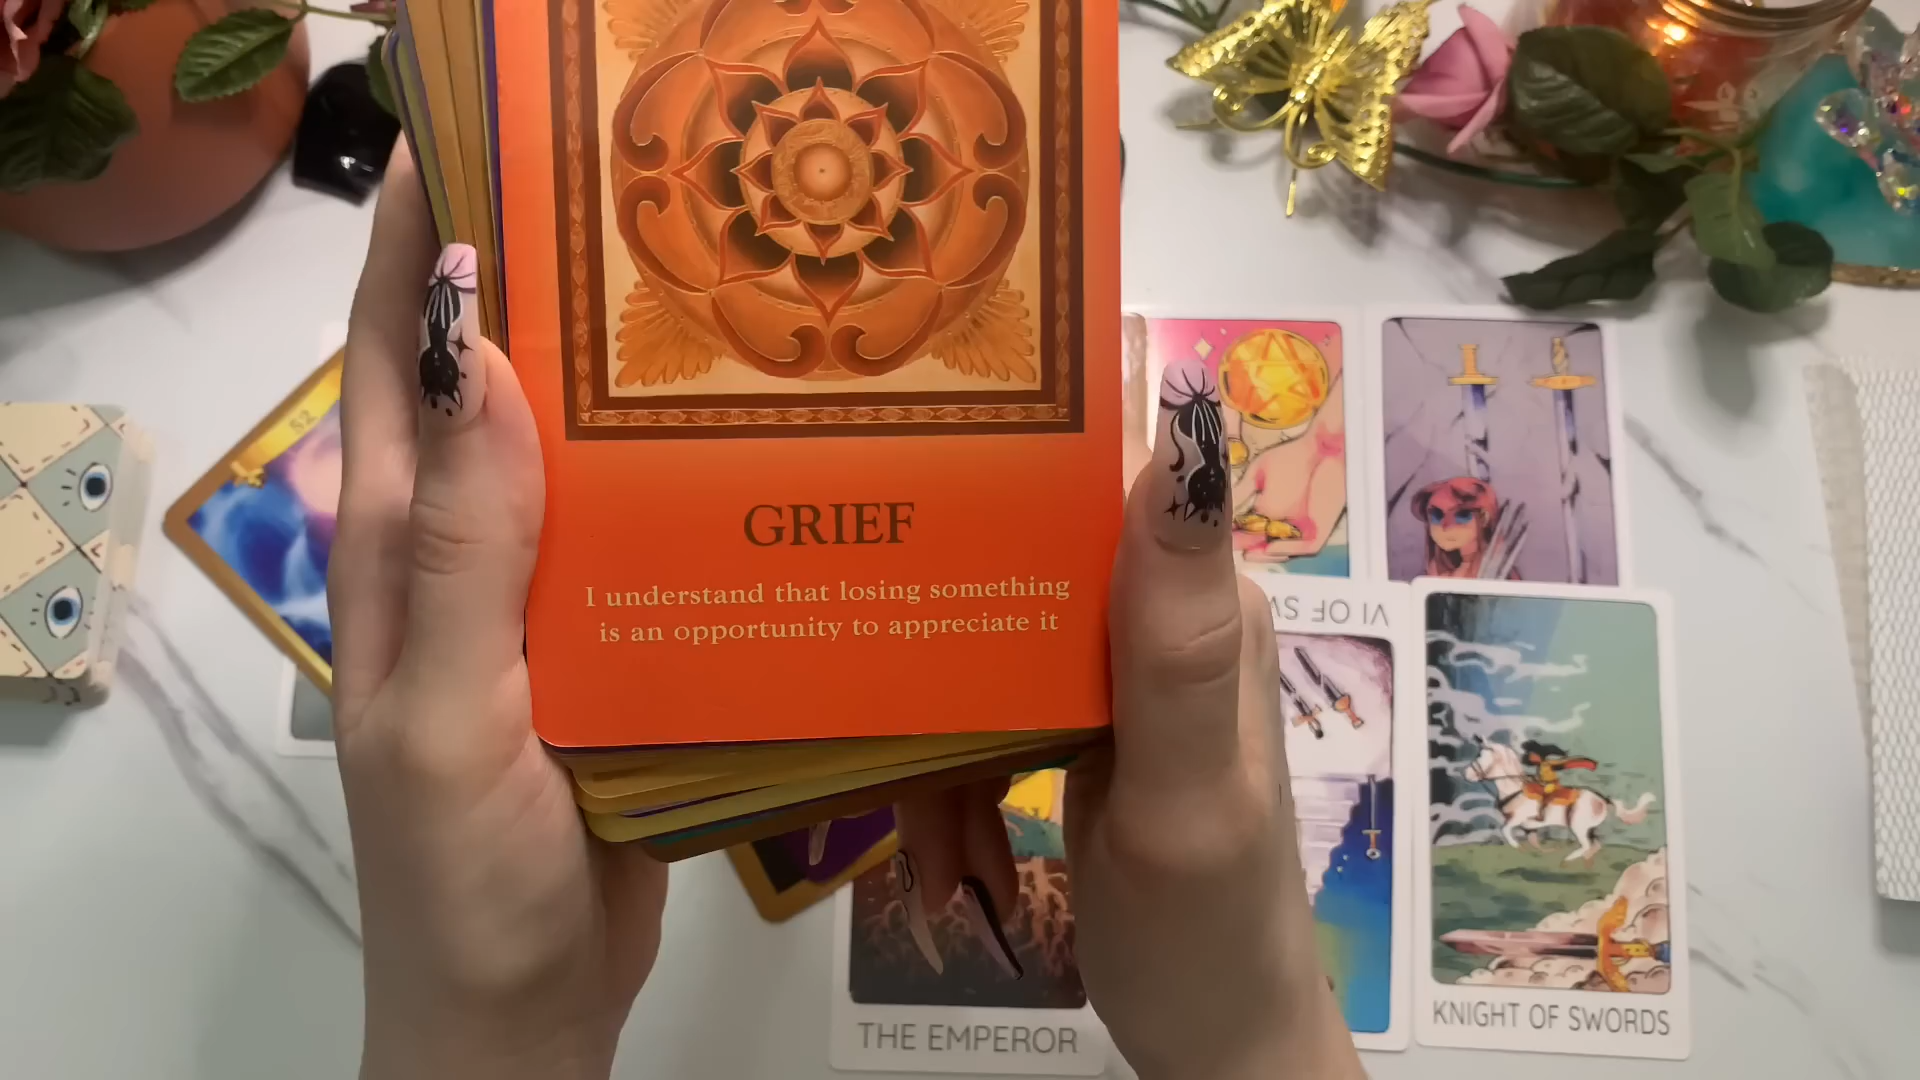 52
GRIEF
I understand that losing something
is an opportunity to appreciate it
VI OF SW
THE EMPEROR
KNIGHT OF SWORDS